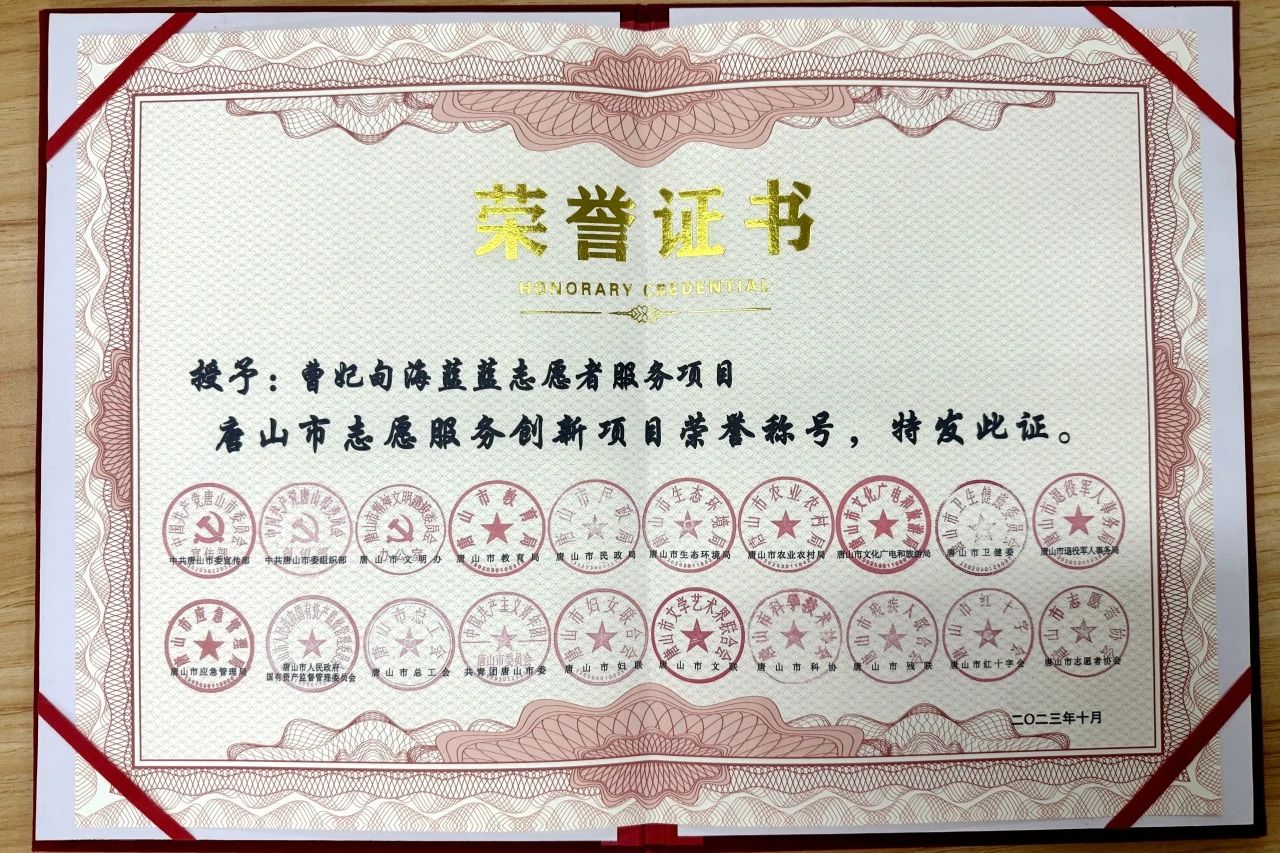 荣誉证书
HONORARY CREDENTIAL
授予：曹妃甸海蓝蓝志愿者服务项目
唐山市志愿服务创新项目荣誉称号，特发此证。
中共唐山市委宣传部 中共唐山市委组织部 唐山市文明办 唐山市教育局 唐山市民政局 唐山市生态环境局 唐山市农业农村局 唐山市文化广电和旅游局 唐山市卫健委 唐山市退役军人事务局
唐山市应急管理局 唐山市人民政府国有资产监督管理委员会 唐山市总工会 共青团唐山市委 唐山市妇联 唐山市文联 唐山市科协 唐山市残联 唐山市红十字会 唐山市志愿者协会
二〇二三年十月